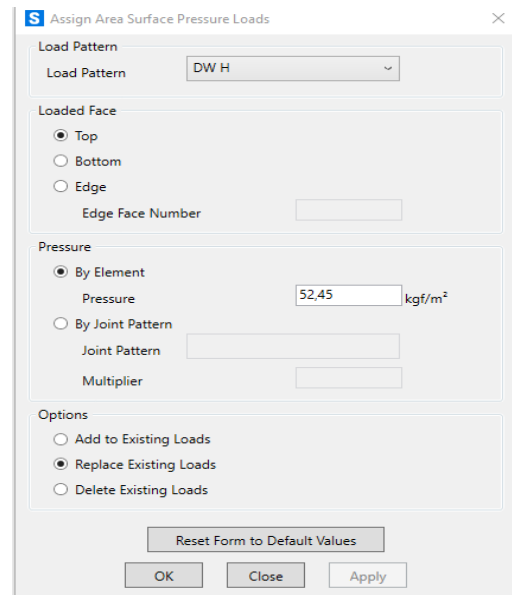 S Assign Area Surface Pressure Loads
Load Pattern
Load Pattern DW H
Loaded Face
Top
Bottom
Edge
Edge Face Number
Pressure
By Element
Pressure 52,45 kgf/m²
By Joint Pattern
Joint Pattern
Multiplier
Options
Add to Existing Loads
Replace Existing Loads
Delete Existing Loads
Reset Form to Default Values
OK Close Apply